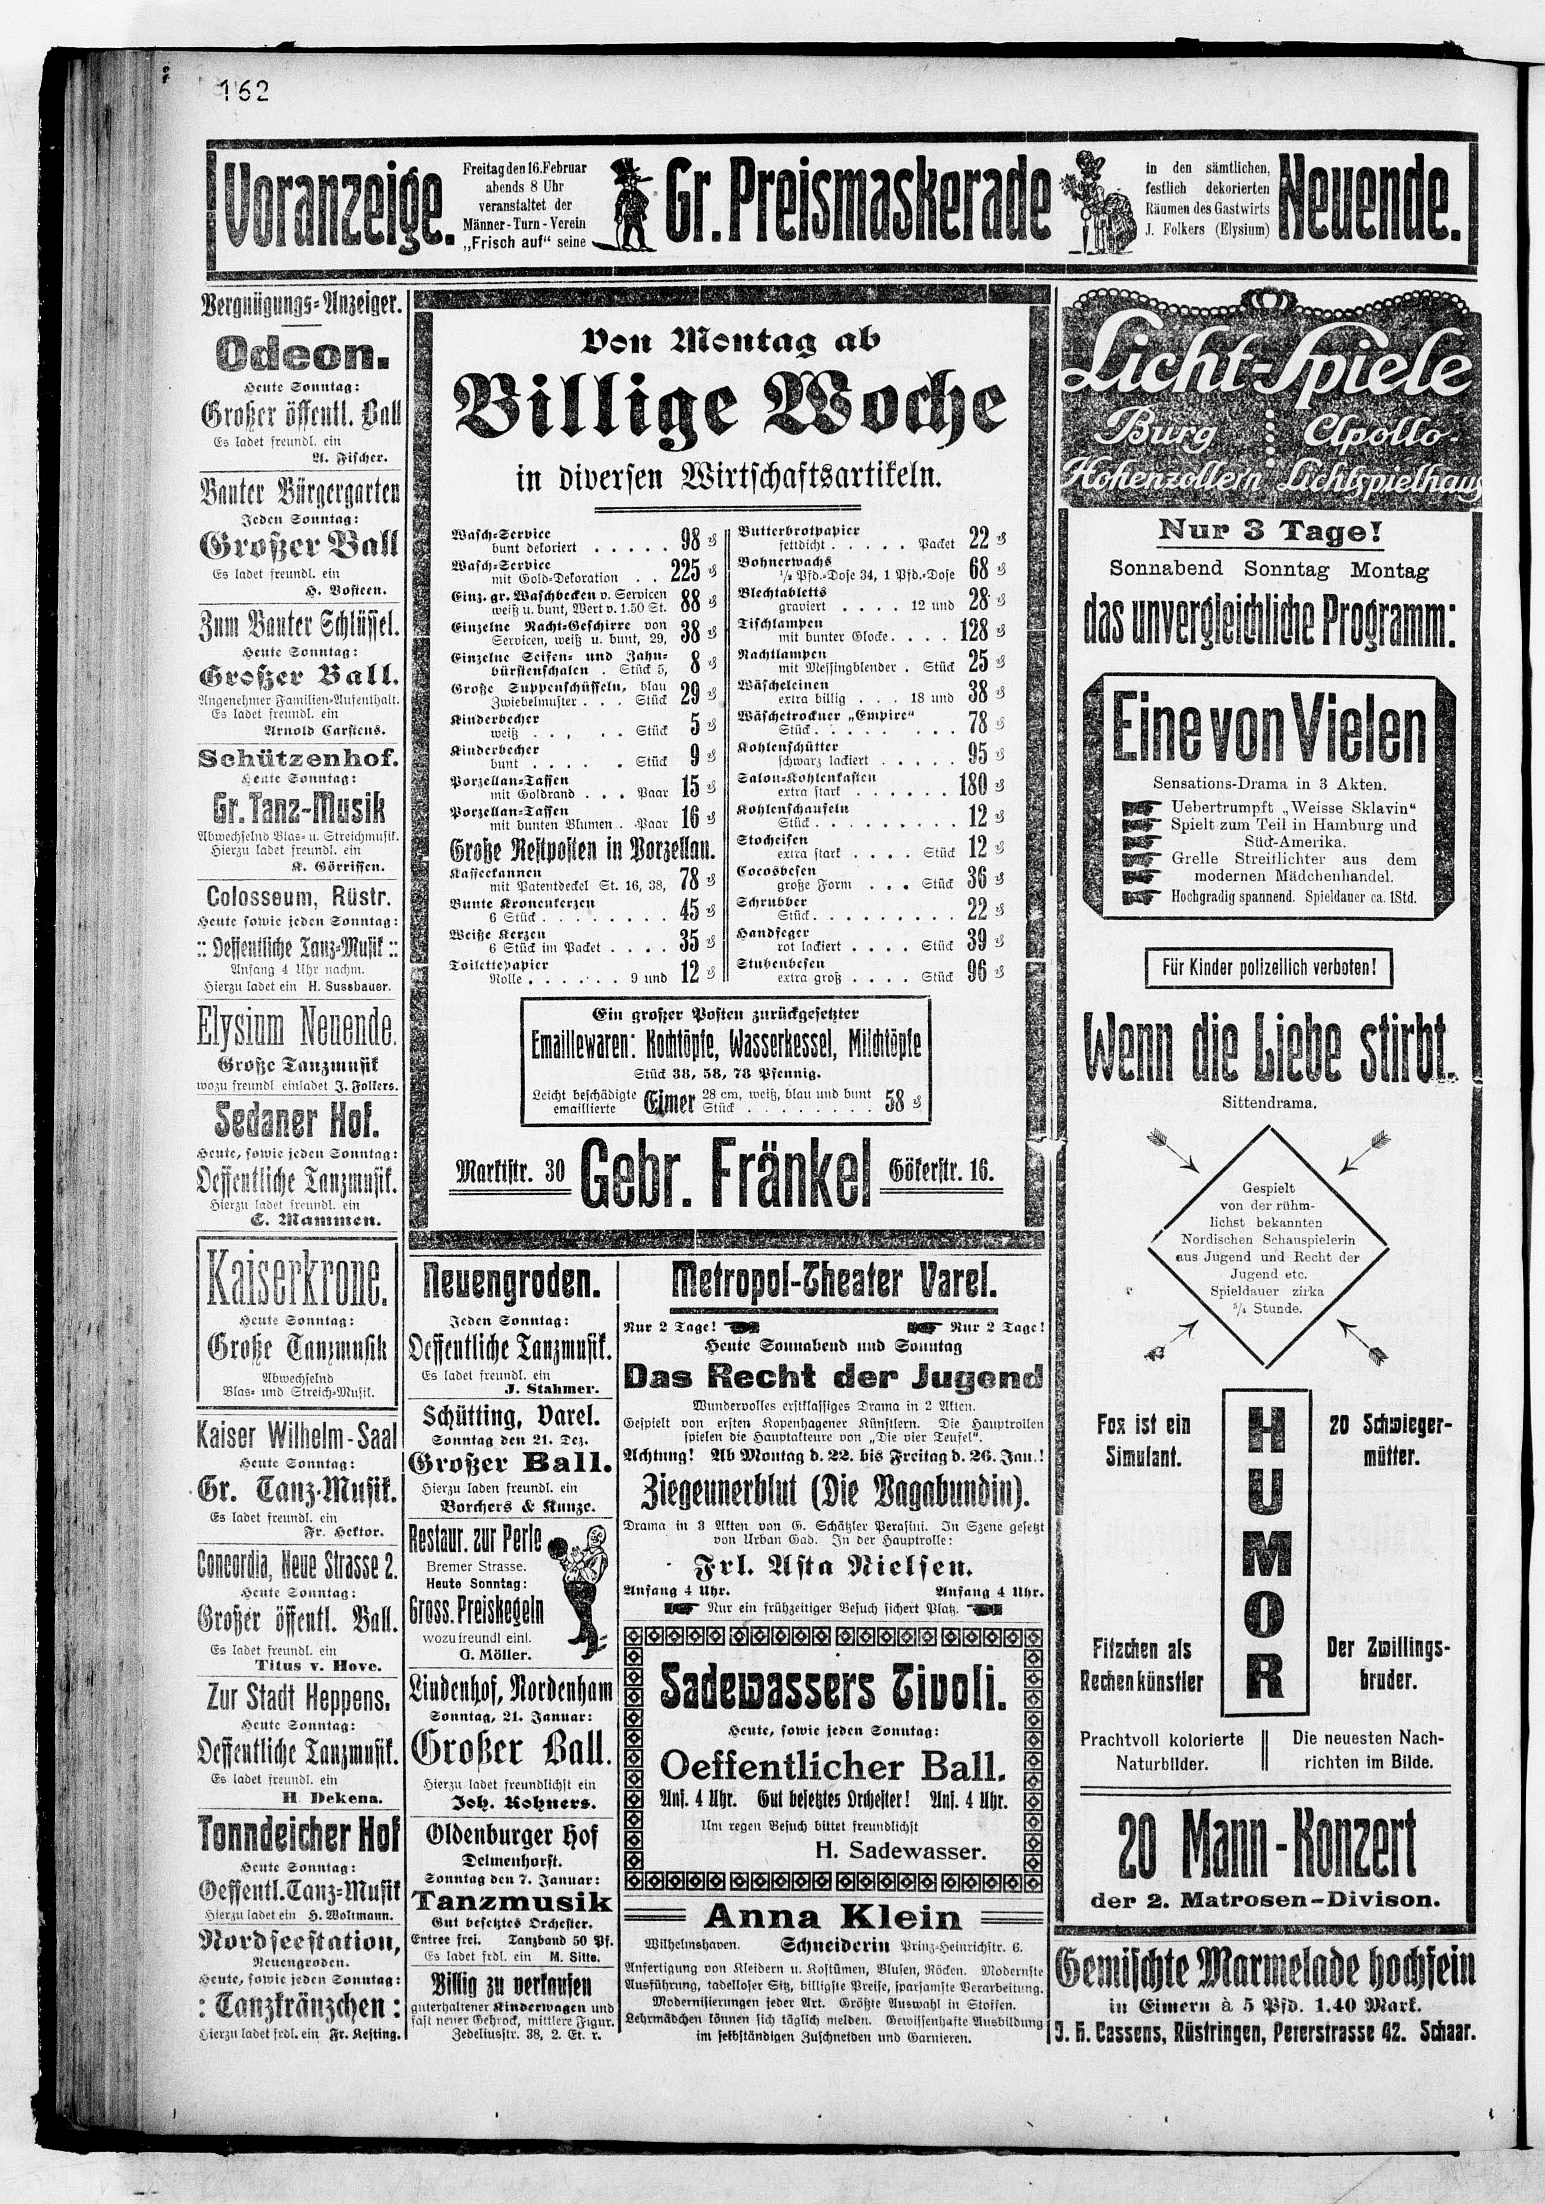 162
Voranzeige.
Freitag den 16. Februar
abends 8 Uhr
veranstaltet der
Männer-Turn-Verein
„Frisch auf“ seine
Gr. Preismaskerade
in den sämtlichen,
festlich dekorierten
Räumen des Gastwirts
J. Folkers (Elysium)
Neuende.
Vergnügungs-Anzeiger.
Odeon.
Heute Sonntag:
Großer öffentl. Ball
Es ladet freundl. ein
A. Fischer.
Banter Bürgergarten
Jeden Sonntag:
Großer Ball
Es ladet freundl. ein
H. Vosteen.
Zum Banter Schlüssel.
Heute Sonntag:
Großer Ball.
Angenehmer Familien-Aufenthalt.
Es ladet freundl. ein
Arnold Carstens.
Schützenhof.
Heute Sonntag:
Gr. Tanz-Musik
Abwechselnd Blas- u. Streichmusik.
Hierzu ladet freundl. ein
K. Görrissen.
Colosseum, Rüstr.
Heute sowie jeden Sonntag:
:: Oeffentliche Tanz-Musik ::
Anfang 4 Uhr nachm.
Hierzu ladet ein H. Sussbauer.
Elysium Neuende.
Große Tanzmusik
wozu freundl einladet J. Folkers.
Sedaner Hof.
Heute, sowie jeden Sonntag:
Oeffentliche Tanzmusik.
Hierzu ladet freundl. ein
C. Mammen.
Kaiserkrone.
Heute Sonntag:
Große Tanzmusik
Abwechselnd
Blas- und Streich-Musik.
Kaiser Wilhelm-Saal
Heute Sonntag:
Gr. Tanz-Musik.
Es ladet freundl. ein
Fr. Hektor.
Concordia, Neue Strasse 2.
Heute Sonntag:
Großer öffentl. Ball.
Es ladet freundl. ein
Titus v. Hove.
Zur Stadt Heppens.
Heute Sonntag:
Oeffentliche Tanzmusik.
Es ladet freundl. ein
H Dekena.
Tonndeicher Hof
Heute Sonntag:
Oeffentl. Tanz-Musik
Hierzu ladet ein H. Woltmann.
Nordseestation,
Neuengroden.
Heute, sowie jeden Sonntag:
: Tanzkränzchen :
Hierzu ladet frdl. ein Fr. Kesting.
Von Montag ab
Billige Woche
in diversen Wirtschaftsartikeln.
Wasch-Service
bunt dekoriert . . . . . 98 ₰
Wasch-Service
mit Gold-Dekoration . . 225 ₰
Einz. gr. Waschbecken v. Servicen
weiß u. bunt, Wert v. 1.50 St. 88 ₰
Einzelne Nacht-Geschirre von
Servicen, weiß u. bunt, 29, 38 ₰
Einzelne Seifen- und Zahn-
bürstenschalen . Stück 5, 8 ₰
Große Suppenschüsseln, blau
Zwiebelmuster . . . Stück 29 ₰
Kinderbecher
weiß . . . . . Stück 5 ₰
Kinderbecher
bunt . . . . . Stück 9 ₰
Porzellan-Tassen
mit Goldrand . . . Paar 15 ₰
Porzellan-Tassen
mit bunten Blumen . . Paar 16 ₰
Große Restposten in Porzellan.
Kaffeekannen
mit Patentdeckel St. 16, 38, 78 ₰
Bunte Kronenkerzen
6 Stück . . . . . . . . . 45 ₰
Weiße Kerzen
6 Stück im Packet . . . . 35 ₰
Toilettepapier
Rolle . . . . . . 9 und 12 ₰
Butterbrotpapier
fettdicht . . . . . Packet 22 ₰
Bohnerwachs
½ Pfd.-Dose 34, 1 Pfd.-Dose 68 ₰
Blechtabletts
graviert . . . . 12 und 28 ₰
Tischlampen
mit bunter Glocke . . . . 128 ₰
Nachtlampen
mit Messingblender . Stück 25 ₰
Wäscheleinen
extra billig . . . 18 und 38 ₰
Wäschetrockner „Empire“
Stück . . . . . . . . 78 ₰
Kohlenschütter
schwarz lackiert . . . . . 95 ₰
Salon-Kohlenkasten
extra stark . . . . . . 180 ₰
Kohlenschaufeln
Stück . . . . . . . . . 12 ₰
Stocheisen
extra stark . . . . Stück 12 ₰
Cocosbesen
große Form . . . Stück 36 ₰
Schrubber
Stück . . . . . . . . . 22 ₰
Handfeger
rot lackiert . . . . Stück 39 ₰
Stubenbesen
extra groß . . . . Stück 96 ₰
Ein großer Posten zurückgesetzter
Emaillewaren: Kochtöpfe, Wasserkessel, Milchtöpfe
Stück 38, 58, 78 Pfennig.
Leicht beschädigte
emaillierte
Eimer
28 cm, weiß, blau und bunt
Stück . . . . . . . . 58 ₰
Marktstr. 30 Gebr. Fränkel Gökerstr. 16.
Neuengroden.
Jeden Sonntag:
Oeffentliche Tanzmusik.
Es ladet freundl. ein
J. Stahmer.
Schütting, Varel.
Sonntag den 21. Dez.
Großer Ball.
Hierzu laden freundl. ein
Borchers & Kunze.
Restaur. zur Perle
Bremer Strasse.
Heute Sonntag:
Gross. Preiskegeln
wozu freundl einl.
G. Möller.
Lindenhof, Nordenham
Sonntag, 21. Januar:
Großer Ball.
Hierzu ladet freundlichst ein
Joh. Kohners.
Oldenburger Hof
Delmenhorst.
Sonntag den 7. Januar:
Tanzmusik
Gut besetztes Orchester.
Entree frei. Tanzband 50 Pf.
Es ladet frdl. ein M. Sitte.
Billig zu verkaufen
guterhaltener Kinderwagen und
fast neuer Gehrock, mittlere Figur.
Zedeliusstr. 38, 2. Et. r.
Metropol-Theater Varel.
Nur 2 Tage! Nur 2 Tage!
Heute Sonnabend und Sonntag
Das Recht der Jugend
Wundervolles erstklassiges Drama in 2 Akten.
Gespielt von ersten Kopenhagener Künstlern. Die Hauptrollen
spielen die Hauptakteure von „Die vier Teufel“.
Achtung! Ab Montag d. 22. bis Freitag d. 26. Jan.!
Ziegeunerblut (Die Vagabundin).
Drama in 3 Akten von G. Schätzler Perasini. In Szene gesetzt
von Urban Gad. In der Hauptrolle:
Frl. Asta Nielsen.
Anfang 4 Uhr. Anfang 4 Uhr.
Nur ein frühzeitiger Besuch sichert Platz.
Sadewassers Tivoli.
Heute, sowie jeden Sonntag:
Oeffentlicher Ball.
Anf. 4 Uhr. Gut besetztes Orchester! Anf. 4 Uhr.
Um regen Besuch bittet freundlichst
H. Sadewasser.
Anna Klein
Wilhelmshaven. Schneiderin Prinz-Heinrichstr. 6.
Anfertigung von Kleidern u. Kostümen, Blusen, Röcken. Modernste
Ausführung, tadelloser Sitz, billigste Preise, sparsamste Verarbeitung.
Modernisierungen jeder Art. Größte Auswahl in Stoffen.
Lehrmädchen können sich täglich melden. Gewissenhafte Ausbildung
im selbständigen Zuschneiden und Garnieren.
Licht-Spiele
Burg Apollo-
Hohenzollern Lichtspielhaus
Nur 3 Tage!
Sonnabend Sonntag Montag
das unvergleichliche Programm:
Eine von Vielen
Sensations-Drama in 3 Akten.
Uebertrumpft „Weisse Sklavin“
Spielt zum Teil in Hamburg und
Süd-Amerika.
Grelle Streiflichter aus dem
modernen Mädchenhandel.
Hochgradig spannend. Spieldauer ca. 1Std.
Für Kinder polizeilich verboten!
Wenn die Liebe stirbt.
Sittendrama.
Gespielt
von der rühm-
lichst bekannten
Nordischen Schauspielerin
aus Jugend und Recht der
Jugend etc.
Spieldauer zirka
¾ Stunde.
Fox ist ein
Simulant.
20 Schwieger-
mütter.
HUMOR
Fitzchen als
Rechenkünstler
Der Zwillings-
bruder.
Prachtvoll kolorierte
Naturbilder.
Die neuesten Nach-
richten im Bilde.
20 Mann-Konzert
der 2. Matrosen-Divison.
Gemischte Marmelade hochfein
in Eimern à 5 Pfd. 1.40 Mark.
J. H. Cassens, Rüstringen, Peterstrasse 42. Schaar.